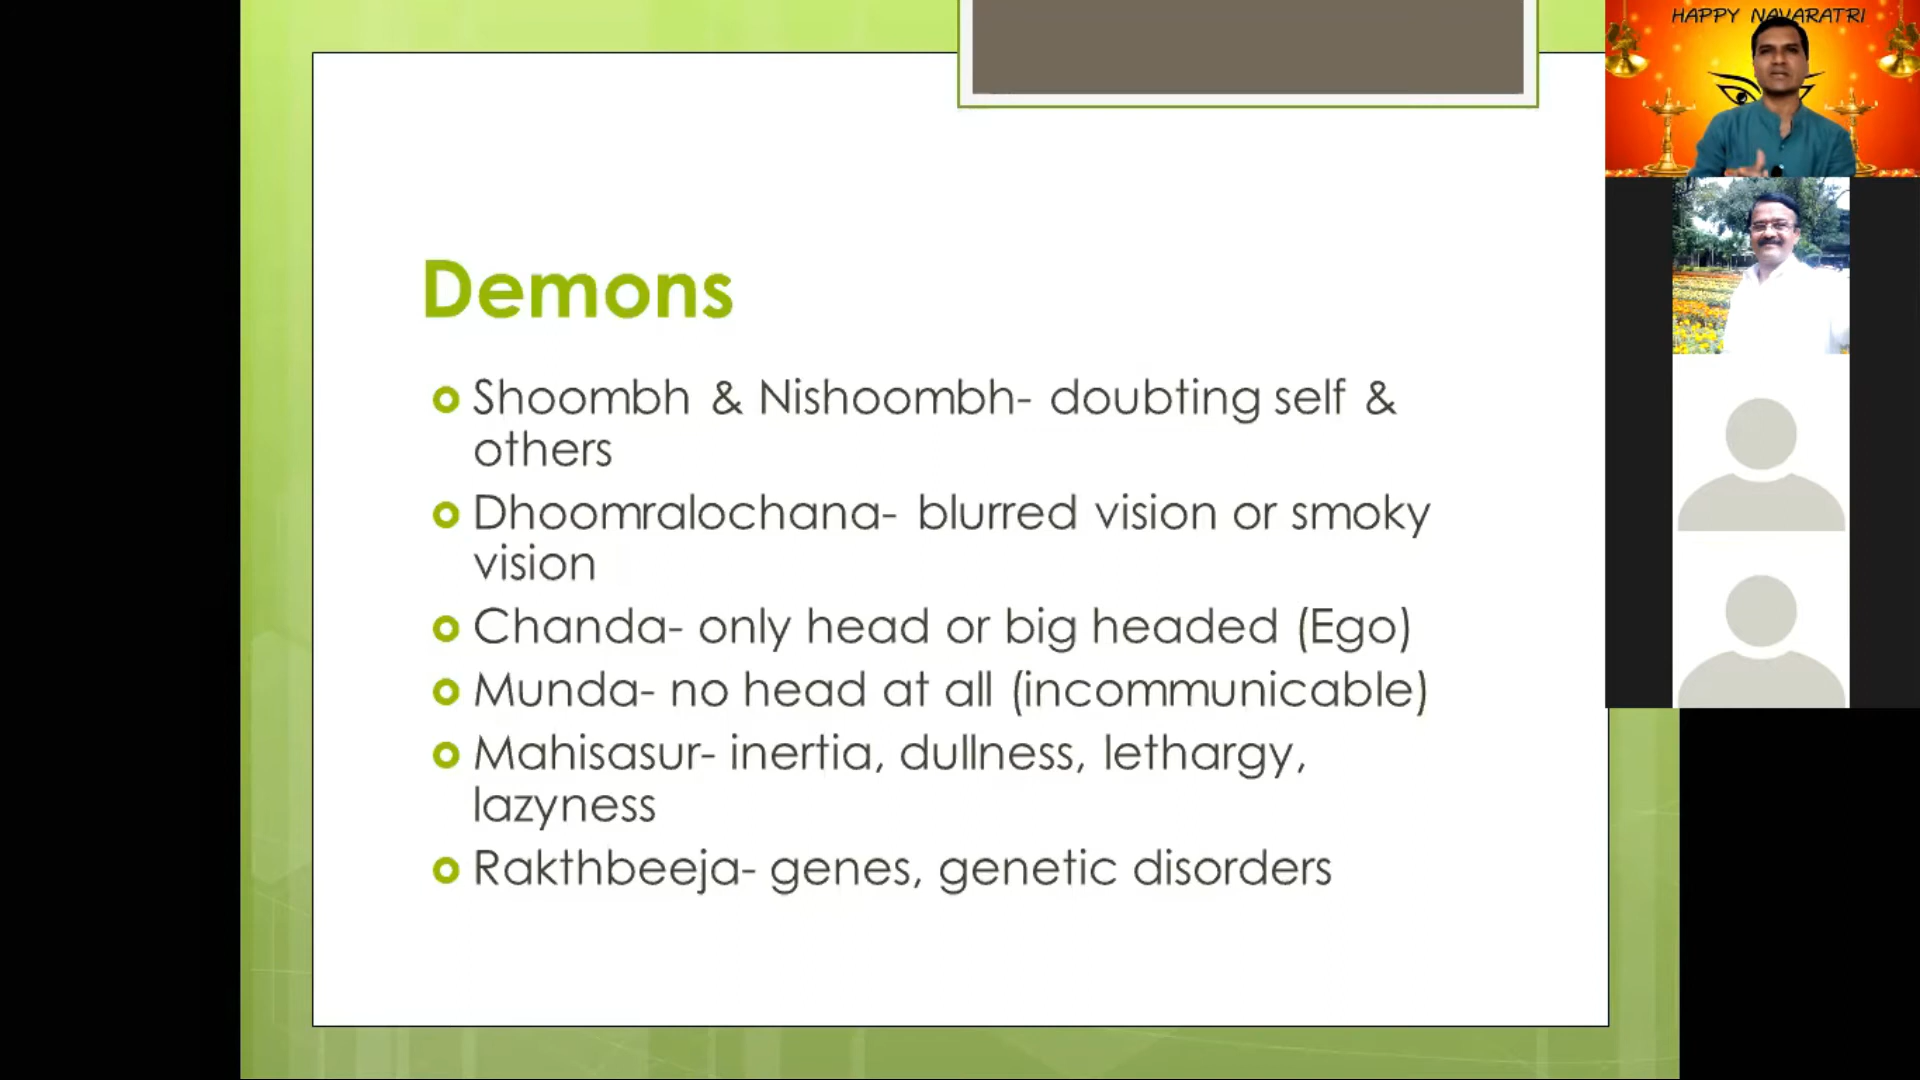 HAPPY NAVARATRI
Demons
Shoombh & Nishoombh- doubting self &
others
Dhoomralochana- blurred vision or smoky
vision
Chanda- only head or big headed (Ego)
Munda- no head at all (incommunicable)
Mahisasur- inertia, dullness, lethargy,
lazyness
Rakthbeeja- genes, genetic disorders